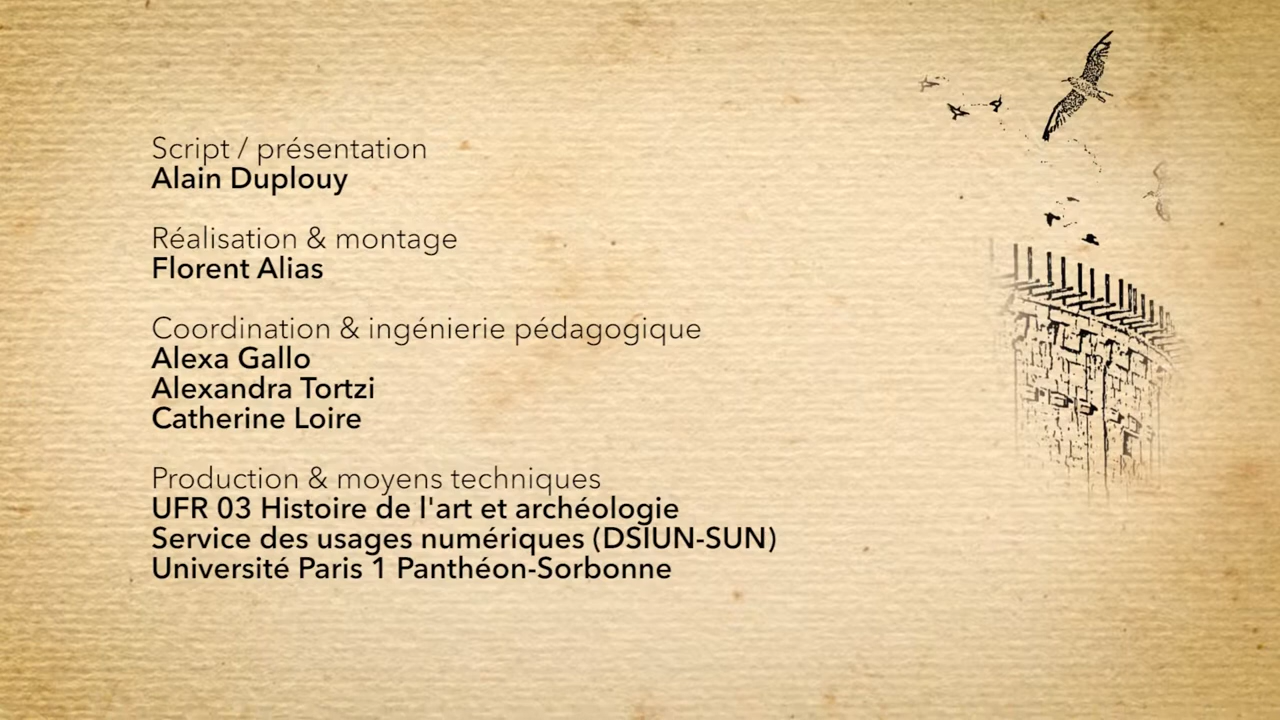 Script / présentation
Alain Duplouy
Réalisation & montage
Florent Alias
Coordination & ingénierie pédagogique
Alexa Gallo
Alexandra Tortzi
Catherine Loire
Production & moyens techniques
UFR 03 Histoire de l'art et archéologie
Service des usages numériques (DSIUN-SUN)
Université Paris 1 Panthéon-Sorbonne